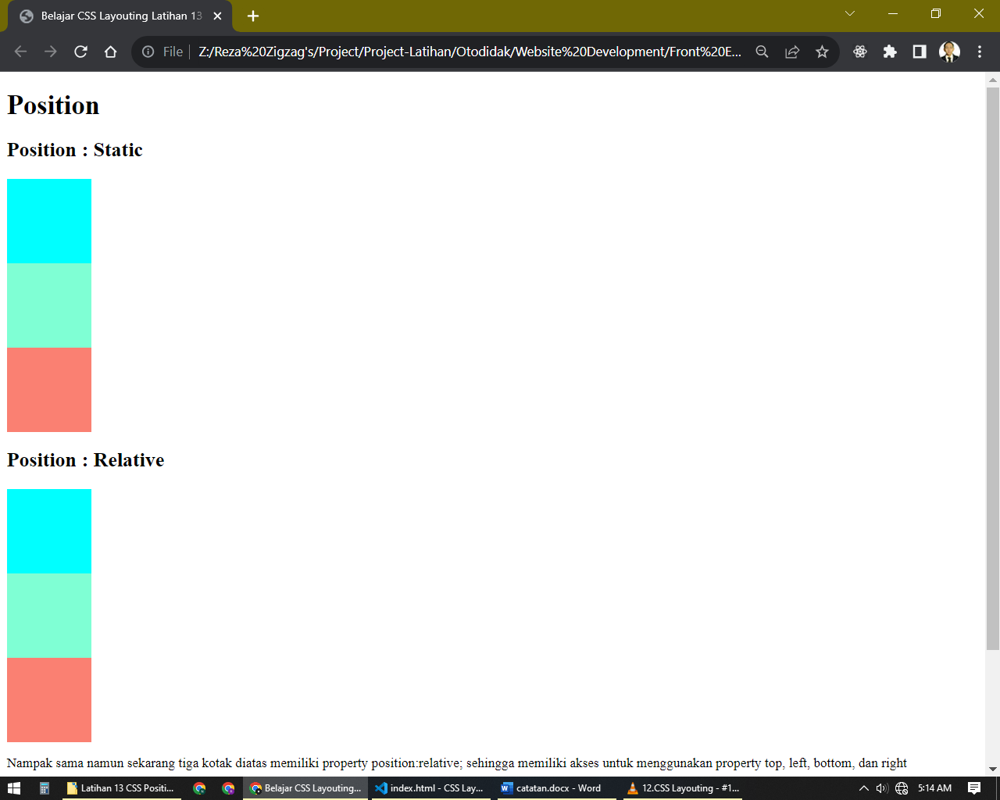 Belajar CSS Layouting Latihan 13
File
Z:/Reza%20Zigzag's/Project/Project-Latihan/Otodidak/Website%20Development/Front%20E...
Position
Position : Static
Position : Relative
Nampak sama namun sekarang tiga kotak diatas memiliki property position:relative; sehingga memiliki akses untuk menggunakan property top, left, bottom, dan right
Latihan 13 CSS Positi...
Belajar CSS Layouting...
index.html - CSS Lay...
catatan.docx - Word
12.CSS Layouting - #1...
5:14 AM